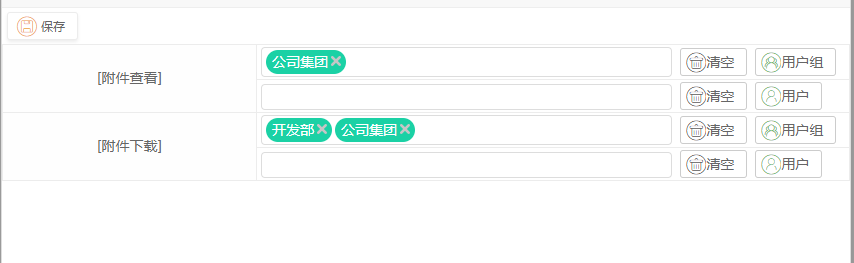 保存
[附件查看]
公司集团 清空 用户组
清空 用户
[附件下载]
开发部 公司集团 清空 用户组
清空 用户